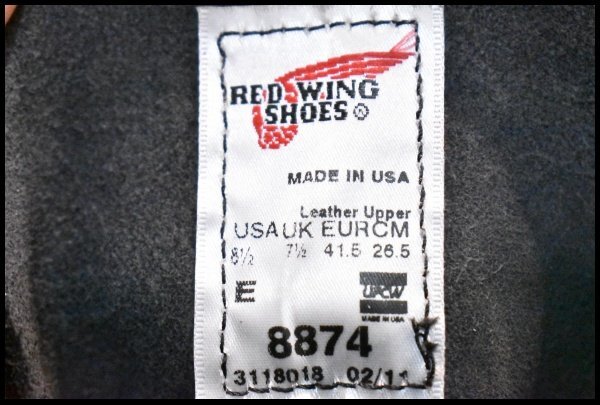 RED WING
SHOES ®
MADE IN USA
Leather Upper
USA UK EUR CM
8½ 7½ 41.5 26.5
E UFCW
MADE IN USA
8874
3118018 02/11